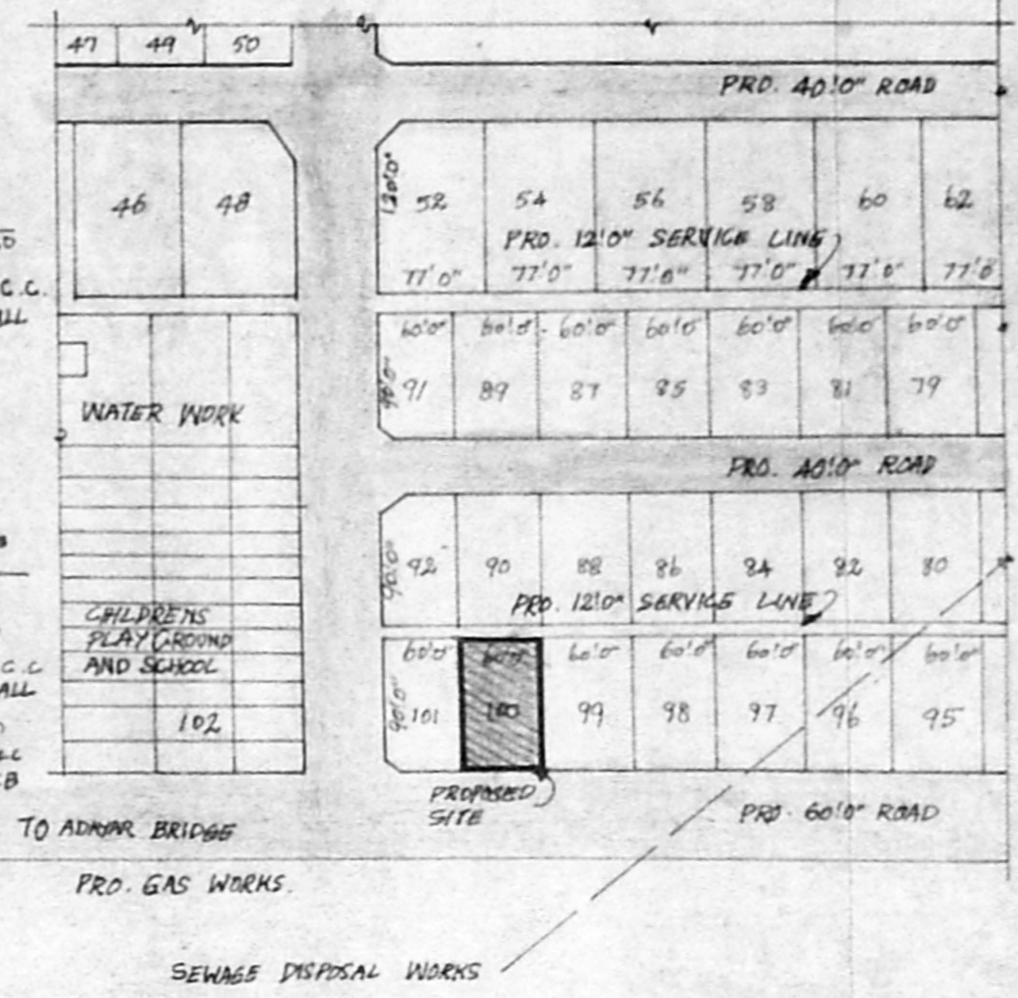 47 49 50
PRO. 40'0" ROAD
46 48
120'0" 52 54 56 58 60 62
PRO. 12'0" SERVICE LINE
77'0" 77'0" 77'0" 77'0" 77'0" 77'0
C.C.
60'0" 60'0" 60'0" 60'0" 60'0" 60'0" 60'0"
90'0" 91 89 87 85 83 81 79
WATER WORK
PRO. 40'0" ROAD
90'0" 92 90 88 86 84 82 80
PRO. 12'0" SERVICE LINE
CHILDRENS
PLAY GROUND
AND SCHOOL
102
60'0" 60'0" 60'0" 60'0" 60'0" 60'0" 60'0"
C.C
ALL
90'0" 101 100 99 98 97 96 95
PROPOSED
SITE
PRO. 60'0" ROAD
TO ADAYAR BRIDGE
PRO. GAS WORKS.
SEWAGE DISPOSAL WORKS